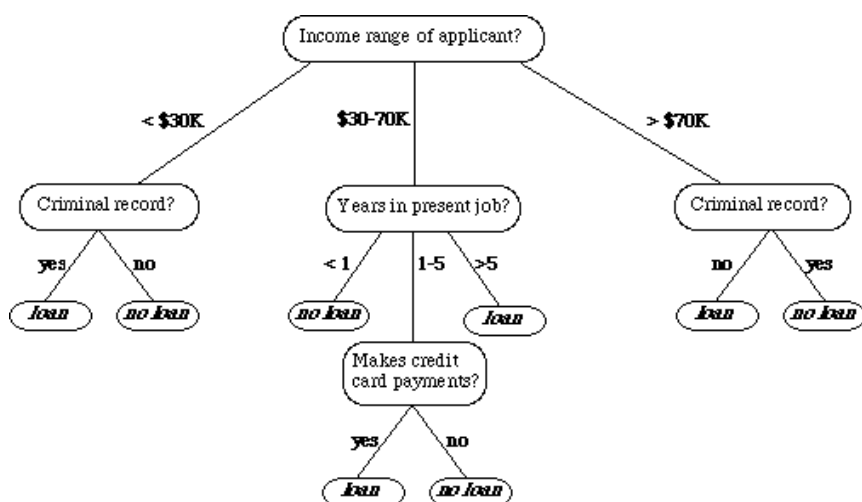 Income range of applicant?
< $30K
$30-70K
> $70K
Criminal record?
Years in present job?
Criminal record?
yes
no
< 1
1-5
>5
no
yes
loan
no loan
no loan
loan
loan
no loan
Makes credit
card payments?
yes
no
loan
no loan